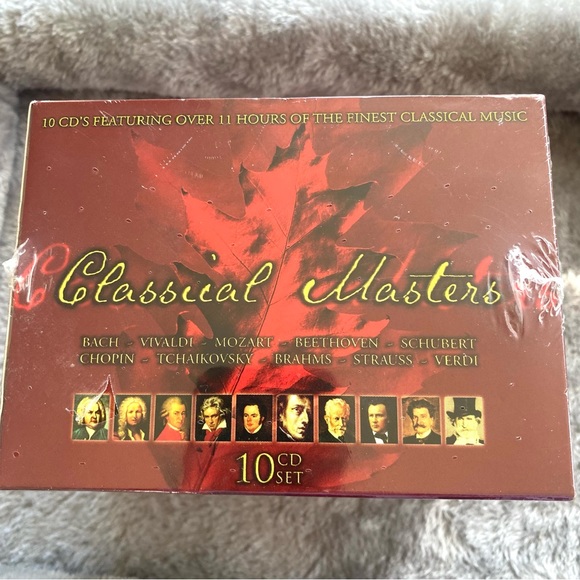 10 CD'S FEATURING OVER 11 HOURS OF THE FINEST CLASSICAL MUSIC
Classical Masters
BACH - VIVALDI - MOZART - BEETHOVEN - SCHUBERT
CHOPIN - TCHAIKOVSKY - BRAHMS - STRAUSS - VERDI
10 CD SET